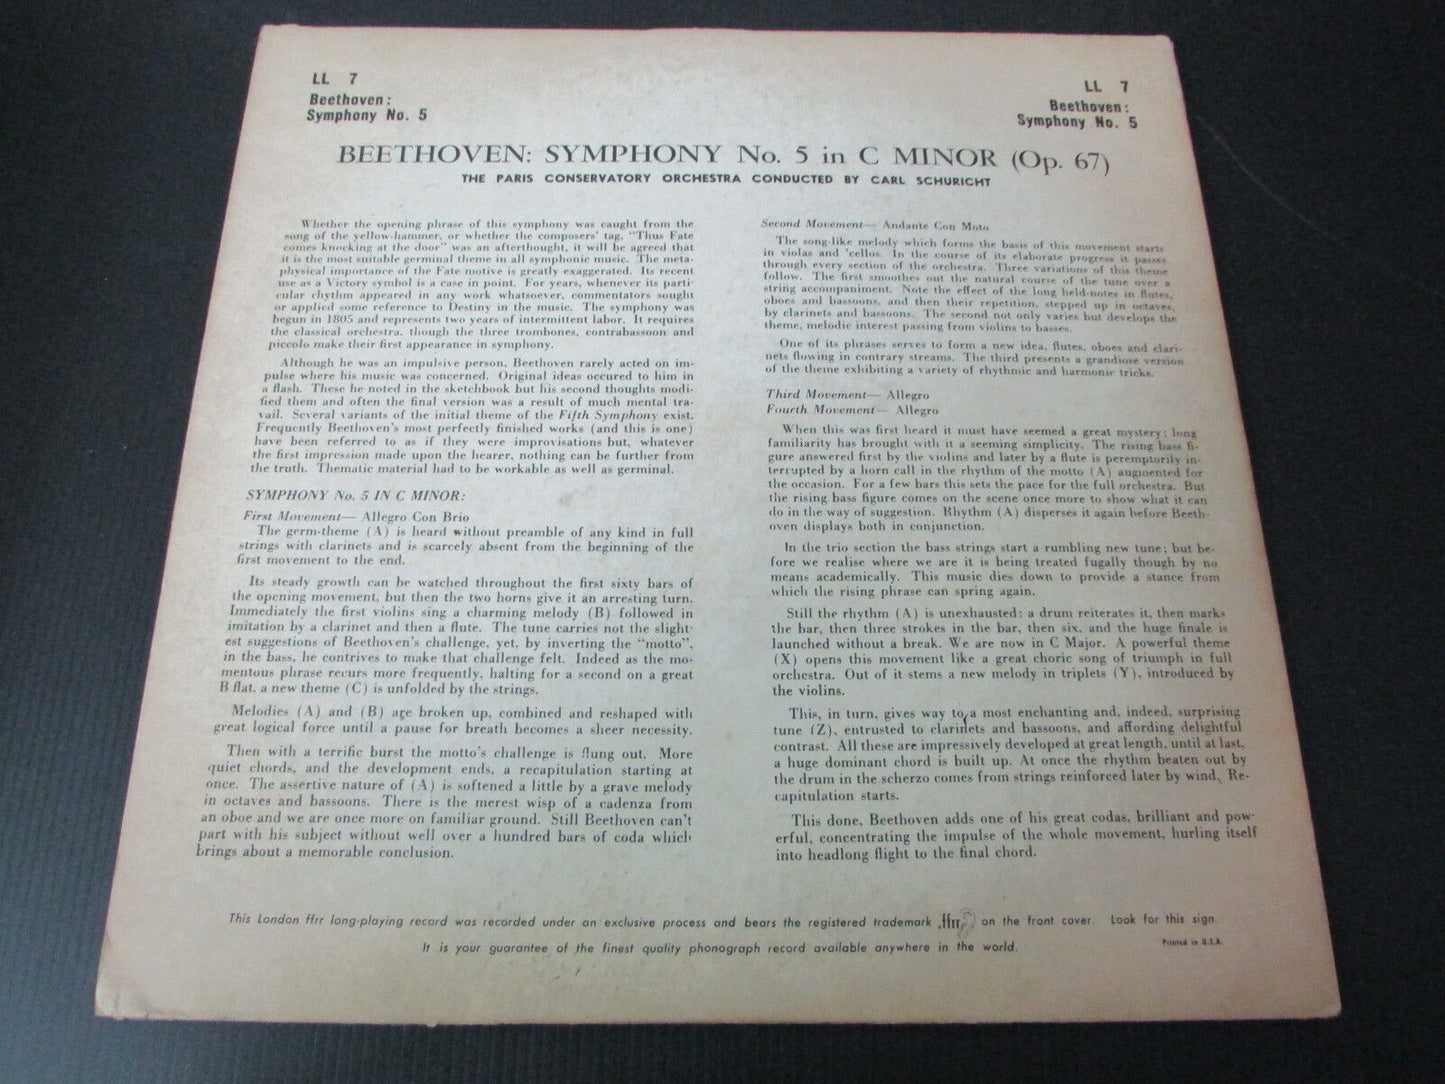 LL 7
Beethoven:
Symphony No. 5
LL 7
Beethoven:
Symphony No. 5
BEETHOVEN: SYMPHONY No. 5 in C MINOR (Op. 67)
THE PARIS CONSERVATORY ORCHESTRA CONDUCTED BY CARL SCHURICHT
Whether the opening phrase of this symphony was caught from the
song of the yellow-hammer, or whether the composers' tag, "Thus Fate
comes knocking at the door" was an afterthought, it will be agreed that
it is the most suitable germinal theme in all symphonic music. The meta-
physical importance of the Fate motive is greatly exaggerated. Its recent
use as a Victory symbol is a case in point. For years, whenever its parti-
cular rhythm appeared in any work whatsoever, commentators sought
or applied some reference to Destiny in the music. The symphony was
begun in 1805 and represents two years of intermittent labor. It requires
the classical orchestra, though the three trombones, contrabassoon and
piccolo make their first appearance in symphony.
Although he was an impulsive person, Beethoven rarely acted on im-
pulse where his music was concerned. Original ideas occured to him in
a flash. These he noted in the sketchbook but his second thoughts modi-
fied them and often the final version was a result of much mental tra-
vail. Several variants of the initial theme of the Fifth Symphony exist.
Frequently Beethoven's most perfectly finished works (and this is one)
have been referred to as if they were improvisations but, whatever
the first impression made upon the hearer, nothing can be further from
the truth. Thematic material had to be workable as well as germinal.
SYMPHONY No. 5 IN C MINOR:
First Movement— Allegro Con Brio
The germ-theme (A) is heard without preamble of any kind in full
strings with clarinets and is scarcely absent from the beginning of the
first movement to the end.
Its steady growth can be watched throughout the first sixty bars of
the opening movement, but then the two horns give it an arresting turn.
Immediately the first violins sing a charming melody (B) followed in
imitation by a clarinet and then a flute. The tune carries not the slight-
est suggestions of Beethoven's challenge, yet, by inverting the "motto",
in the bass, he contrives to make that challenge felt. Indeed as the mo-
mentous phrase recurs more frequently, halting for a second on a great
B flat, a new theme (C) is unfolded by the strings.
Melodies (A) and (B) are broken up, combined and reshaped with
great logical force until a pause for breath becomes a sheer necessity.
Then with a terrific burst the motto's challenge is flung out. More
quiet chords, and the development ends, a recapitulation starting at
once. The assertive nature of (A) is softened a little by a grave melody
in octaves and bassoons. There is the merest wisp of a cadenza from
an oboe and we are once more on familiar ground. Still Beethoven can't
part with his subject without well over a hundred bars of coda which
brings about a memorable conclusion.
Second Movement— Andante Con Moto
The song-like melody which forms the basis of this movement starts
in violas and 'cellos. In the course of its elaborate progress it passes
through every section of the orchestra. Three variations of this theme
follow. The first smoothes out the natural course of the tune over a
string accompaniment. Note the effect of the long held-notes in flutes,
oboes and bassoons, and then their repetition, stepped up in octaves,
by clarinets and bassoons. The second not only varies but develops the
theme, melodic interest passing from violins to basses.
One of its phrases serves to form a new idea, flutes, oboes and clari-
nets flowing in contrary streams. The third presents a grandiose version
of the theme exhibiting a variety of rhythmic and harmonic tricks.
Third Movement— Allegro
Fourth Movement— Allegro
When this was first heard it must have seemed a great mystery; long
familiarity has brought with it a seeming simplicity. The rising bass fi-
gure answered first by the violins and later by a flute is peremptorily in-
terrupted by a horn call in the rhythm of the motto (A) augmented for
the occasion. For a few bars this sets the pace for the full orchestra. But
the rising bass figure comes on the scene once more to show what it can
do in the way of suggestion. Rhythm (A) disperses it again before Beeth-
oven displays both in conjunction.
In the trio section the bass strings start a rumbling new tune; but be-
fore we realise where we are it is being treated fugally though by no
means academically. This music dies down to provide a stance from
which the rising phrase can spring again.
Still the rhythm (A) is unexhausted: a drum reiterates it, then marks
the bar, then three strokes in the bar, then six, and the huge finale is
launched without a break. We are now in C Major. A powerful theme
(X) opens this movement like a great choric song of triumph in full
orchestra. Out of it stems a new melody in triplets (Y), introduced by
the violins.
This, in turn, gives way to a most enchanting and, indeed, surprising
tune (Z), entrusted to clarinets and bassoons, and affording delightful
contrast. All these are impressively developed at great length, until at last,
a huge dominant chord is built up. At once the rhythm beaten out by
the drum in the scherzo comes from strings reinforced later by wind. Re-
capitulation starts.
This done, Beethoven adds one of his great codas, brilliant and pow-
erful, concentrating the impulse of the whole movement, hurling itself
into headlong flight to the final chord.
This London ffrr long-playing record was recorded under an exclusive process and bears the registered trademark ffrr on the front cover. Look for this sign.
It is your guarantee of the finest quality phonograph record available anywhere in the world.
Printed in U.S.A.